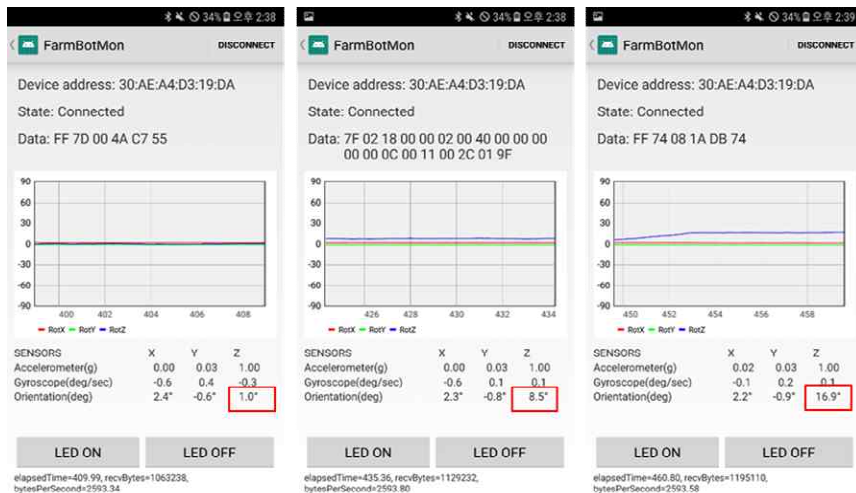 34% 오후 2:38
FarmBotMon DISCONNECT
Device address: 30:AE:A4:D3:19:DA
State: Connected
Data: FF 7D 00 4A C7 55
90
60
30
0
-30
-60
-90
400 402 404 406 408
RotX RotY RotZ
SENSORS X Y Z
Accelerometer(g) 0.00 0.03 1.00
Gyroscope(deg/sec) -0.6 0.4 -0.3
Orientation(deg) 2.4° -0.6° 1.0°
LED ON LED OFF
elapsedTime=409.99, recvBytes=1063238,
bytesPerSecond=2593.34
34% 오후 2:38
FarmBotMon DISCONNECT
Device address: 30:AE:A4:D3:19:DA
State: Connected
Data: 7F 02 18 00 00 02 00 40 00 00 00
00 00 0C 00 11 00 2C 01 9F
90
60
30
0
-30
-60
-90
426 428 430 432 434
RotX RotY RotZ
SENSORS X Y Z
Accelerometer(g) 0.00 0.03 1.00
Gyroscope(deg/sec) -0.6 0.1 0.1
Orientation(deg) 2.3° -0.8° 8.5°
LED ON LED OFF
elapsedTime=435.36, recvBytes=1129232,
bytesPerSecond=2593.80
34% 오후 2:39
FarmBotMon DISCONNECT
Device address: 30:AE:A4:D3:19:DA
State: Connected
Data: FF 74 08 1A DB 74
90
60
30
0
-30
-60
-90
450 452 454 456 458
RotX RotY RotZ
SENSORS X Y Z
Accelerometer(g) 0.02 0.03 1.00
Gyroscope(deg/sec) -0.1 0.2 0.1
Orientation(deg) 2.2° -0.9° 16.9°
LED ON LED OFF
elapsedTime=460.80, recvBytes=1195110,
bytesPerSecond=2593.58